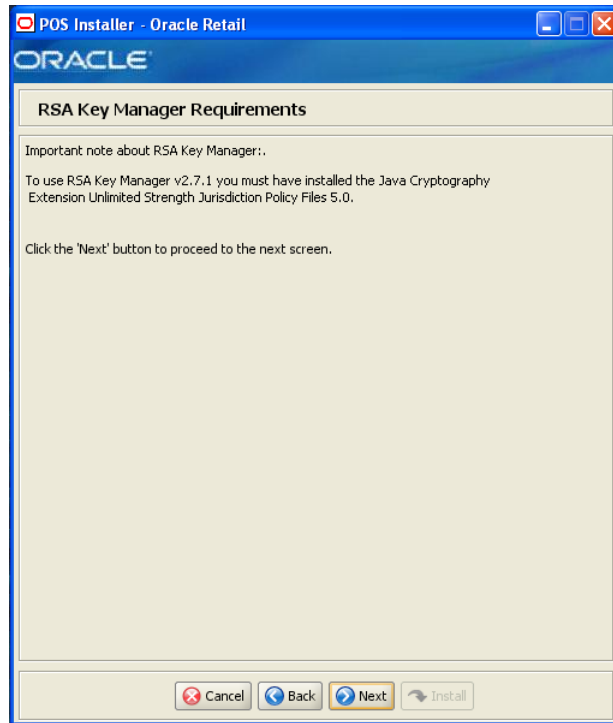 POS Installer - Oracle Retail
ORACLE
RSA Key Manager Requirements
Important note about RSA Key Manager:.
To use RSA Key Manager v2.7.1 you must have installed the Java Cryptography
Extension Unlimited Strength Jurisdiction Policy Files 5.0.
Click the 'Next' button to proceed to the next screen.
Cancel Back Next Install